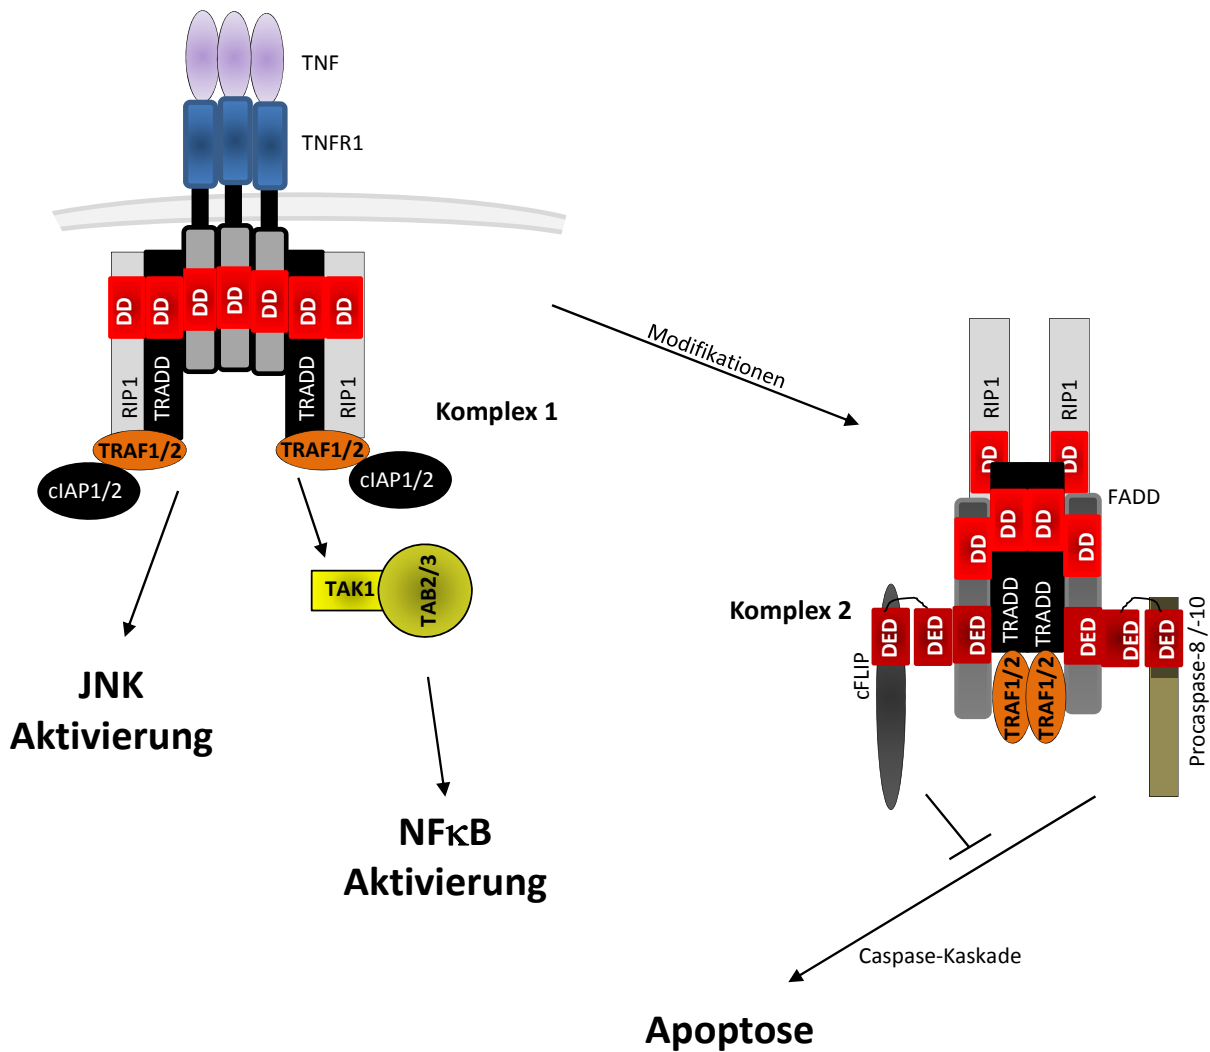 TNF
TNFR1
DD
DD
DD
DD
DD
DD
DD
RIP1
TRADD
TRADD
RIP1
TRAF1/2
TRAF1/2
cIAP1/2
cIAP1/2
Komplex 1
Modifikationen
TAK1
TAB2/3
JNK
Aktivierung
NFκB
Aktivierung
RIP1
RIP1
DD
DD
FADD
DD
DD
DD
DD
Komplex 2
TRADD
TRADD
DED
DED
DED
DED
DED
DED
cFLIP
TRAF1/2
TRAF1/2
Procaspase-8 /-10
Caspase-Kaskade
Apoptose